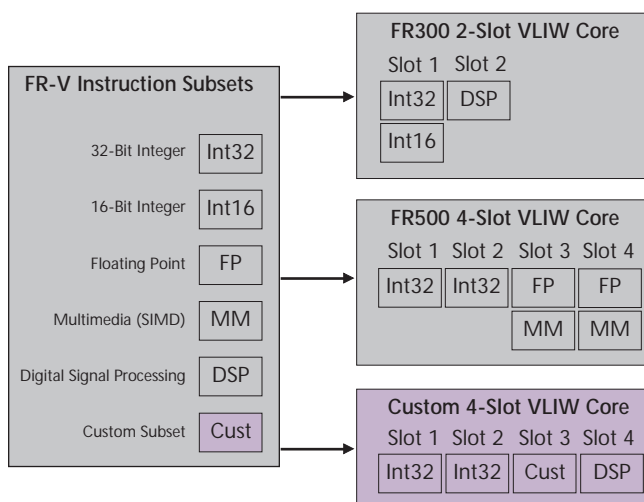 FR-V Instruction Subsets
32-Bit Integer Int32
16-Bit Integer Int16
Floating Point FP
Multimedia (SIMD) MM
Digital Signal Processing DSP
Custom Subset Cust
FR300 2-Slot VLIW Core
Slot 1 Slot 2
Int32 DSP
Int16
FR500 4-Slot VLIW Core
Slot 1 Slot 2 Slot 3 Slot 4
Int32 Int32 FP FP
MM MM
Custom 4-Slot VLIW Core
Slot 1 Slot 2 Slot 3 Slot 4
Int32 Int32 Cust DSP